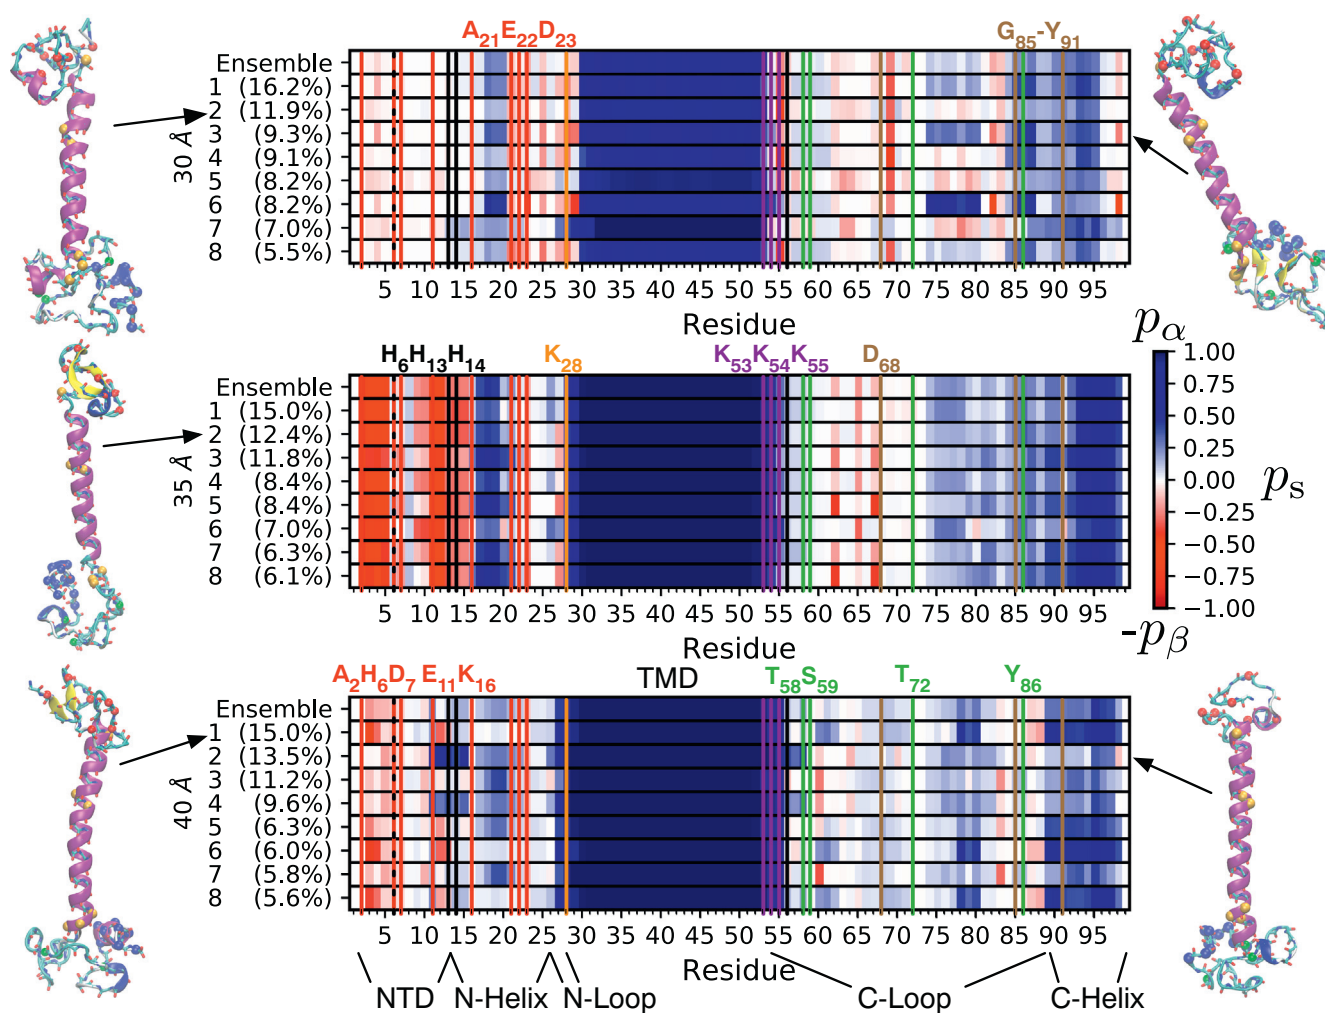 A21E22D23 G85-Y91
Ensemble
1 (16.2%)
2 (11.9%)
3 (9.3%)
4 (9.1%)
5 (8.2%)
6 (8.2%)
7 (7.0%)
8 (5.5%)
30 Å
5 10 15 20 25 30 35 40 45 50 55 60 65 70 75 80 85 90 95
Residue
H6H13H14 K28 K53K54K55 D68
Ensemble
1 (15.0%)
2 (12.4%)
3 (11.8%)
4 (8.4%)
5 (8.4%)
6 (7.0%)
7 (6.3%)
8 (6.1%)
35 Å
5 10 15 20 25 30 35 40 45 50 55 60 65 70 75 80 85 90 95
Residue
pα
1.00
0.75
0.50
0.25
0.00
−0.25
−0.50
−0.75
−1.00
ps
-pβ
A2H6D7E11K16 TMD T58S59 T72 Y86
Ensemble
1 (15.0%)
2 (13.5%)
3 (11.2%)
4 (9.6%)
5 (6.3%)
6 (6.0%)
7 (5.8%)
8 (5.6%)
40 Å
5 10 15 20 25 30 35 40 45 50 55 60 65 70 75 80 85 90 95
Residue
NTD N-Helix N-Loop C-Loop C-Helix